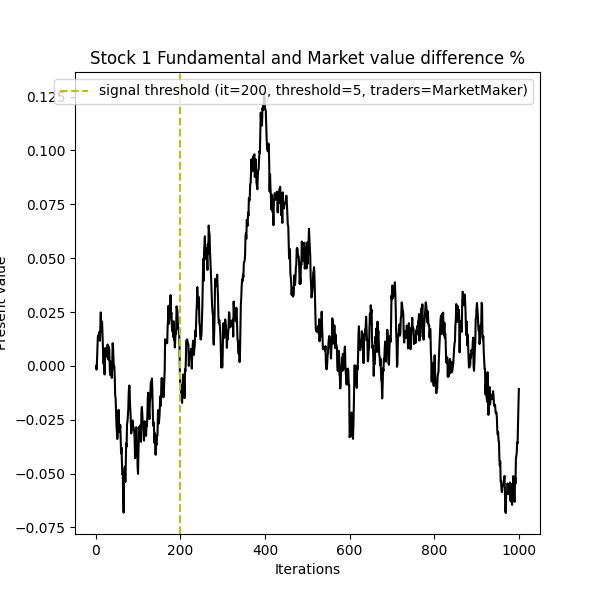 Stock 1 Fundamental and Market value difference %
signal threshold (it=200, threshold=5, traders=MarketMaker)
0.125
0.100
0.075
0.050
0.025
0.000
−0.025
−0.050
−0.075
Present value
0 200 400 600 800 1000
Iterations